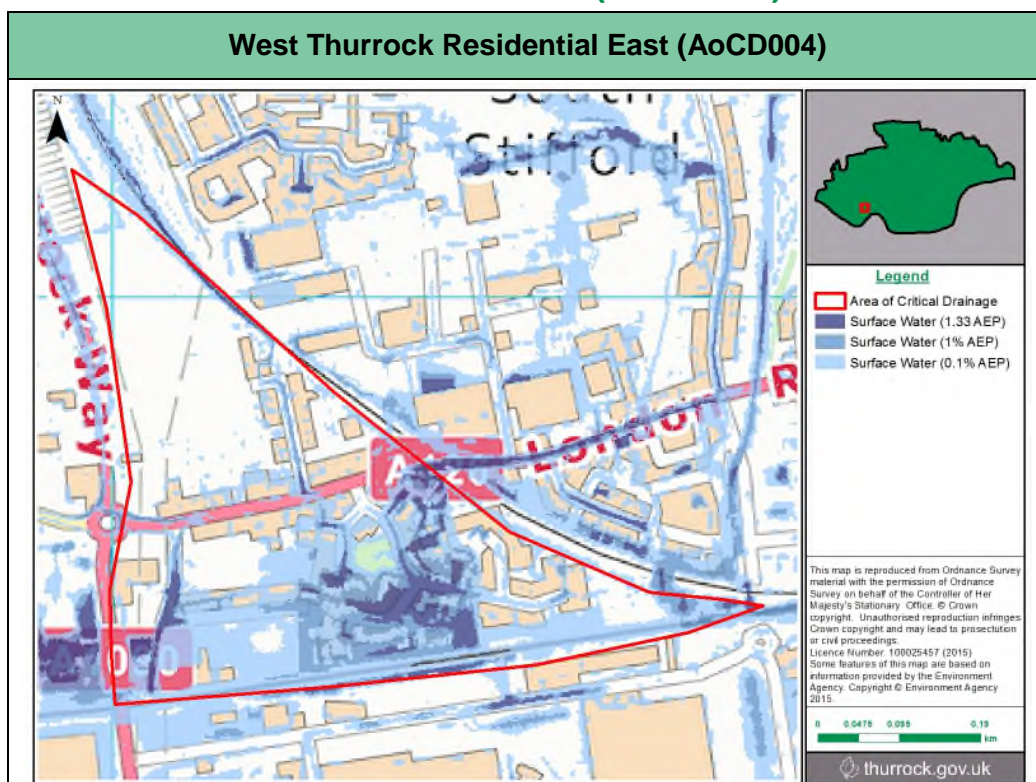 West Thurrock Residential East (AoCD004)
N
South
Stifford
ck Way
London R
Legend
Area of Critical Drainage
Surface Water (1.33 AEP)
Surface Water (1% AEP)
Surface Water (0.1% AEP)
This map is reproduced from Ordnance Survey
material with the permission of Ordnance
Survey on behalf of the Controller of Her
Majesty's Stationary Office. © Crown
copyright. Unauthorised reproduction infringes
Crown copyright and may lead to prosecution
or civil proceedings.
Licence Number: 100025457 (2015)
Some features of this map are based on
information provided by the Environment
Agency. Copyright © Environment Agency
2015.
0 0.0475 0.095 0.19
km
thurrock.gov.uk